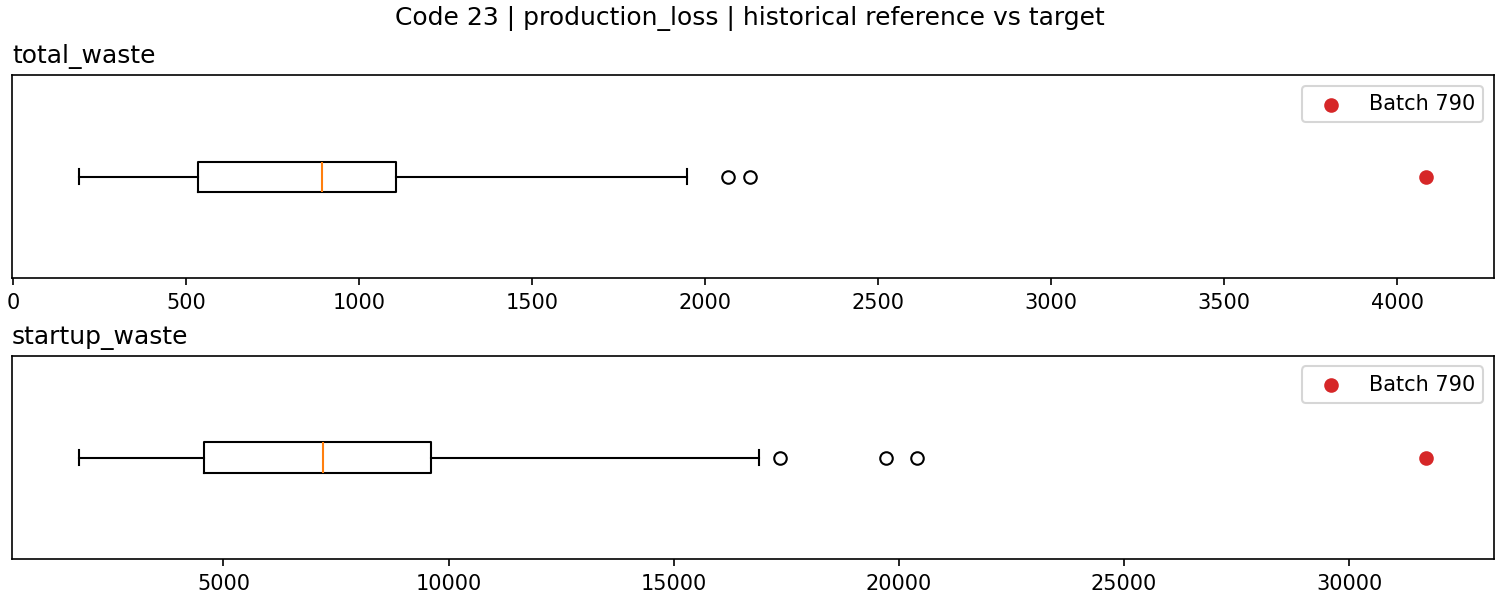 Code 23 | production_loss | historical reference vs target
total_waste
Batch 790
0 500 1000 1500 2000 2500 3000 3500 4000
startup_waste
Batch 790
5000 10000 15000 20000 25000 30000